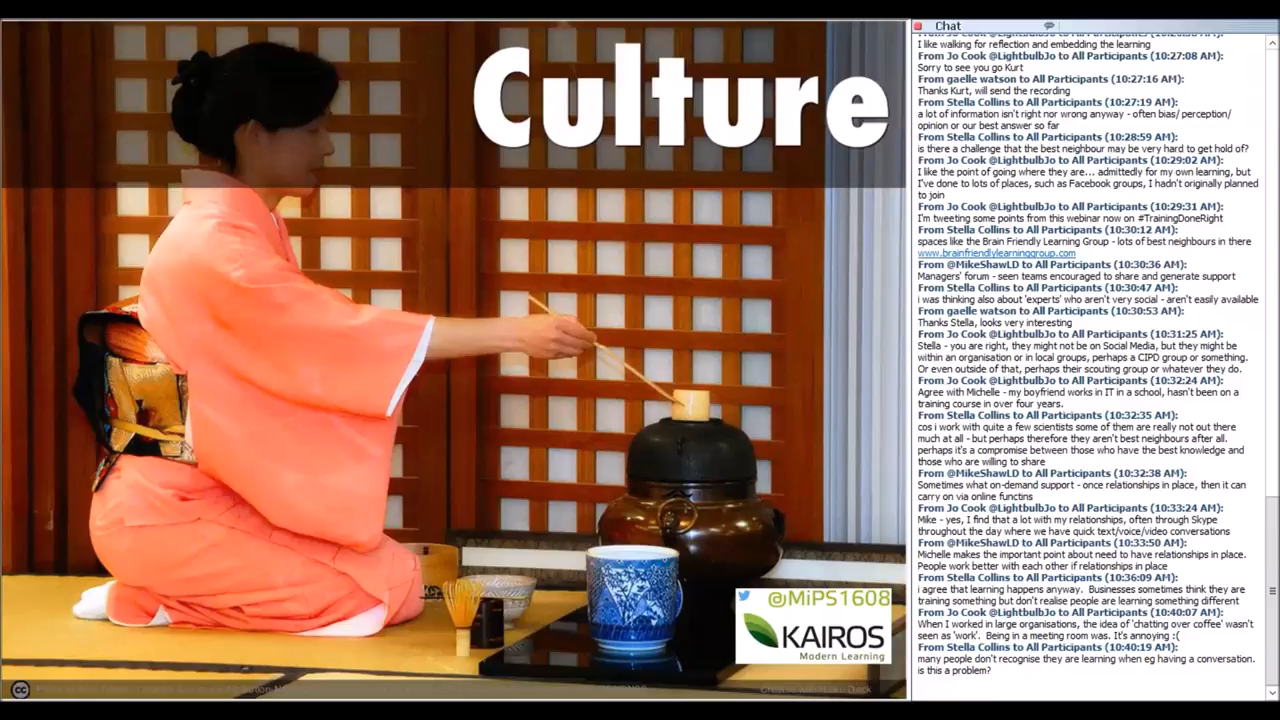 Culture
@MiPS1608
KAIROS
Modern Learning
Chat
I like walking for reflection and embedding the learning
From Jo Cook @LightbulbJo to All Participants (10:27:08 AM):
Sorry to see you go Kurt
From gaelle watson to All Participants (10:27:16 AM):
Thanks Kurt, will send the recording
From Stella Collins to All Participants (10:27:19 AM):
a lot of information isn't right nor wrong anyway - often bias/ perception/
opinion or our best answer so far
From Stella Collins to All Participants (10:28:59 AM):
is there a challenge that the best neighbour may be very hard to get hold of?
From Jo Cook @LightbulbJo to All Participants (10:29:02 AM):
I like the point of going where they are... admittedly for my own learning, but
I've done to lots of places, such as Facebook groups, I hadn't originally planned
to join
From Jo Cook @LightbulbJo to All Participants (10:29:31 AM):
I'm tweeting some points from this webinar now on #TrainingDoneRight
From Stella Collins to All Participants (10:30:12 AM):
spaces like the Brain Friendly Learning Group - lots of best neighbours in there
www.brainfriendlylearninggroup.com
From @MikeShawLD to All Participants (10:30:36 AM):
Managers' forum - seen teams encouraged to share and generate support
From Stella Collins to All Participants (10:30:47 AM):
i was thinking also about 'experts' who aren't very social - aren't easily available
From gaelle watson to All Participants (10:30:53 AM):
Thanks Stella, looks very interesting
From Jo Cook @LightbulbJo to All Participants (10:31:25 AM):
Stella - you are right, they might not be on Social Media, but they might be
within an organisation or in local groups, perhaps a CIPD group or something.
Or even outside of that, perhaps their scouting group or whatever they do.
From Jo Cook @LightbulbJo to All Participants (10:32:24 AM):
Agree with Michelle - my boyfriend works in IT in a school, hasn't been on a
training course in over four years.
From Stella Collins to All Participants (10:32:35 AM):
cos i work with quite a few scientists some of them are really not out there
much at all - but perhaps therefore they aren't best neighbours after all.
perhaps it's a compromise between those who have the best knowledge and
those who are willing to share
From @MikeShawLD to All Participants (10:32:38 AM):
Sometimes what on-demand support - once relationships in place, then it can
carry on via online functins
From Jo Cook @LightbulbJo to All Participants (10:33:24 AM):
Mike - yes, I find that a lot with my relationships, often through Skype
throughout the day where we have quick text/voice/video conversations
From @MikeShawLD to All Participants (10:33:50 AM):
Michelle makes the important point about need to have relationships in place.
People work better with each other if relationships in place
From Stella Collins to All Participants (10:36:09 AM):
i agree that learning happens anyway. Businesses sometimes think they are
training something but don't realise people are learning something different
From Jo Cook @LightbulbJo to All Participants (10:40:07 AM):
When I worked in large organisations, the idea of 'chatting over coffee' wasn't
seen as 'work'. Being in a meeting room was. It's annoying :(
From Stella Collins to All Participants (10:40:19 AM):
many people don't recognise they are learning when eg having a conversation.
is this a problem?